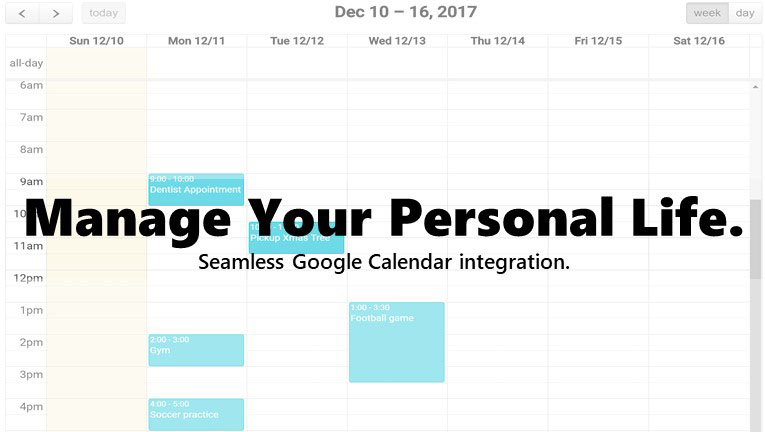 Dec 10 – 16, 2017
today
week day
Sun 12/10 Mon 12/11 Tue 12/12 Wed 12/13 Thu 12/14 Fri 12/15 Sat 12/16
all-day
6am
7am
8am
9am
9:00 - 10:00
Dentist Appointment
Manage Your Personal Life.
Pickup Xmas Tree
11am
Seamless Google Calendar integration.
12pm
1pm
1:00 - 3:30
Football game
2pm
2:00 - 3:00
Gym
3pm
4pm
4:00 - 5:00
Soccer practice